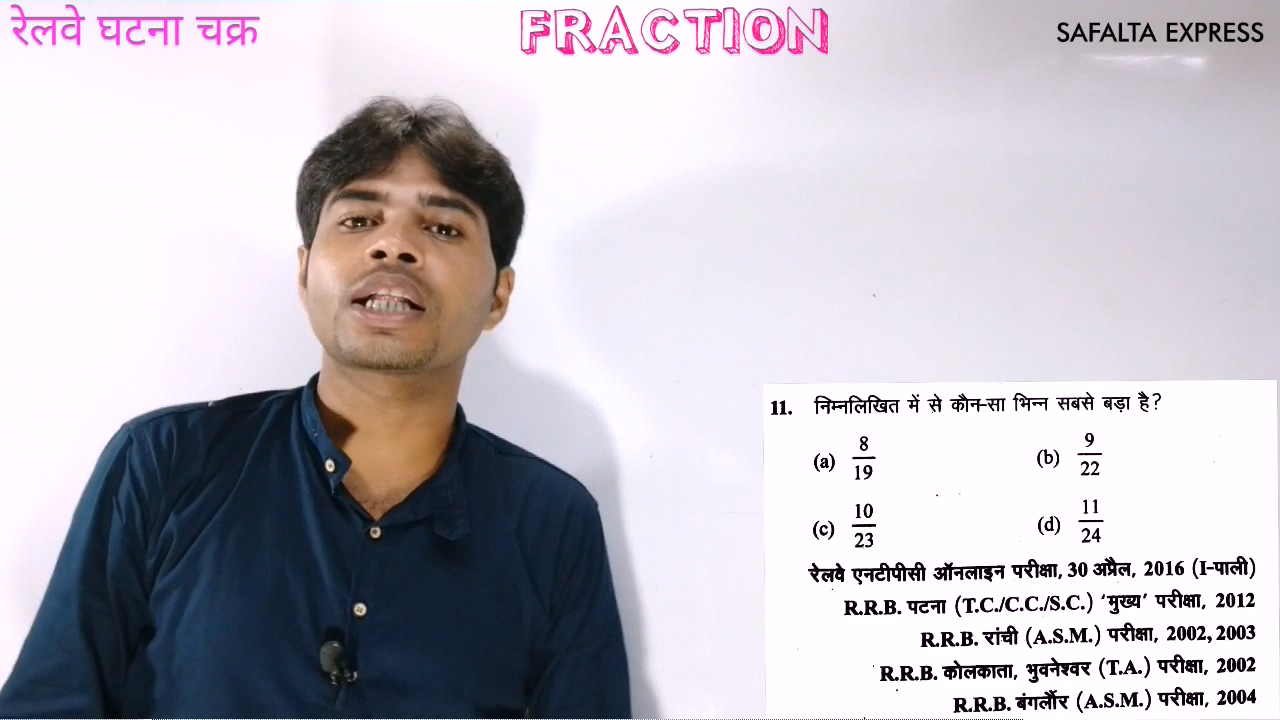 रेलवे घटना चक्र
FRACTION
SAFALTA EXPRESS
11. निम्नलिखित में से कौन-सा भिन्न सबसे बड़ा है?
(a) 8/19 (b) 9/22
(c) 10/23 (d) 11/24
रेलवे एनटीपीसी ऑनलाइन परीक्षा, 30 अप्रैल, 2016 (I-पाली)
R.R.B. पटना (T.C./C.C./S.C.) 'मुख्य' परीक्षा, 2012
R.R.B. रांची (A.S.M.) परीक्षा, 2002, 2003
R.R.B. कोलकाता, भुवनेश्वर (T.A.) परीक्षा, 2002
R.R.B. बंगलौर (A.S.M.) परीक्षा, 2004